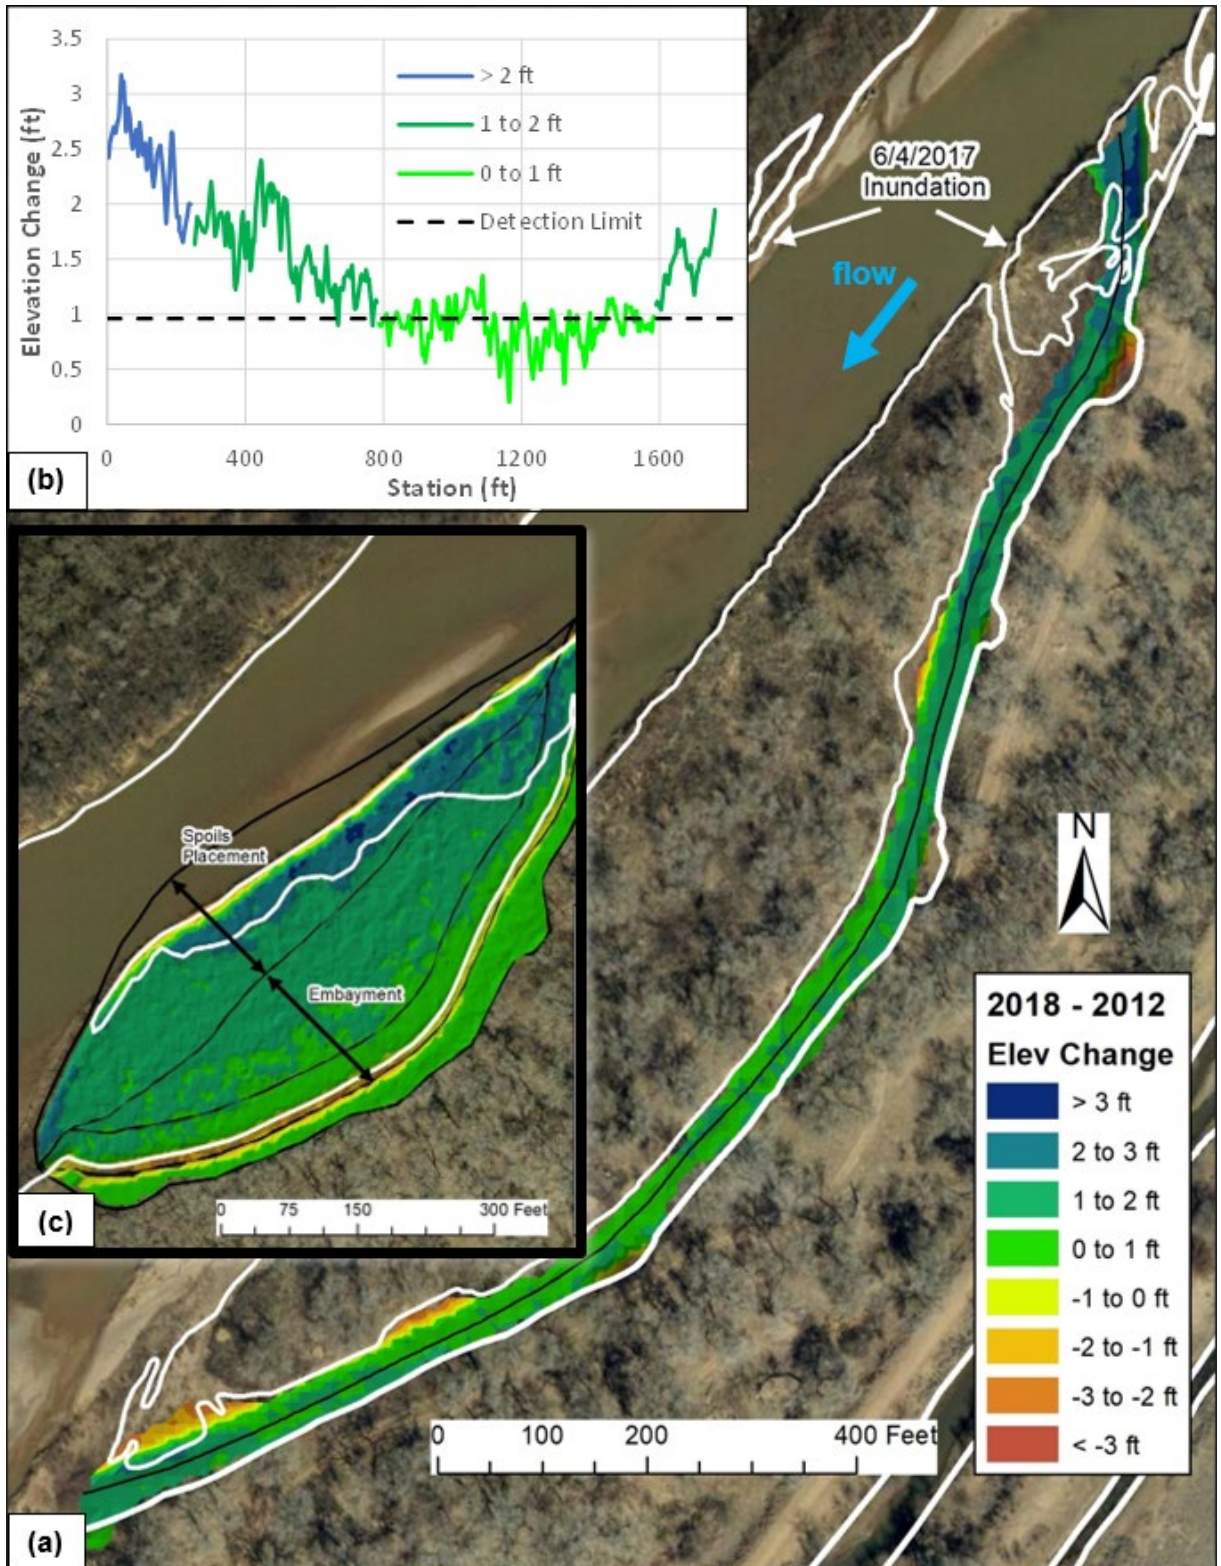 3.5
3
2.5
2
1.5
1
0.5
0
Elevation Change (ft)
> 2 ft
1 to 2 ft
0 to 1 ft
Detection Limit
0
400
800
1200
1600
Station (ft)
(b)
6/4/2017
Inundation
flow
Spoils
Placement
Embayment
0 75 150 300 Feet
(c)
N
2018 - 2012
Elev Change
> 3 ft
2 to 3 ft
1 to 2 ft
0 to 1 ft
-1 to 0 ft
-2 to -1 ft
-3 to -2 ft
< -3 ft
0 100 200 400 Feet
(a)